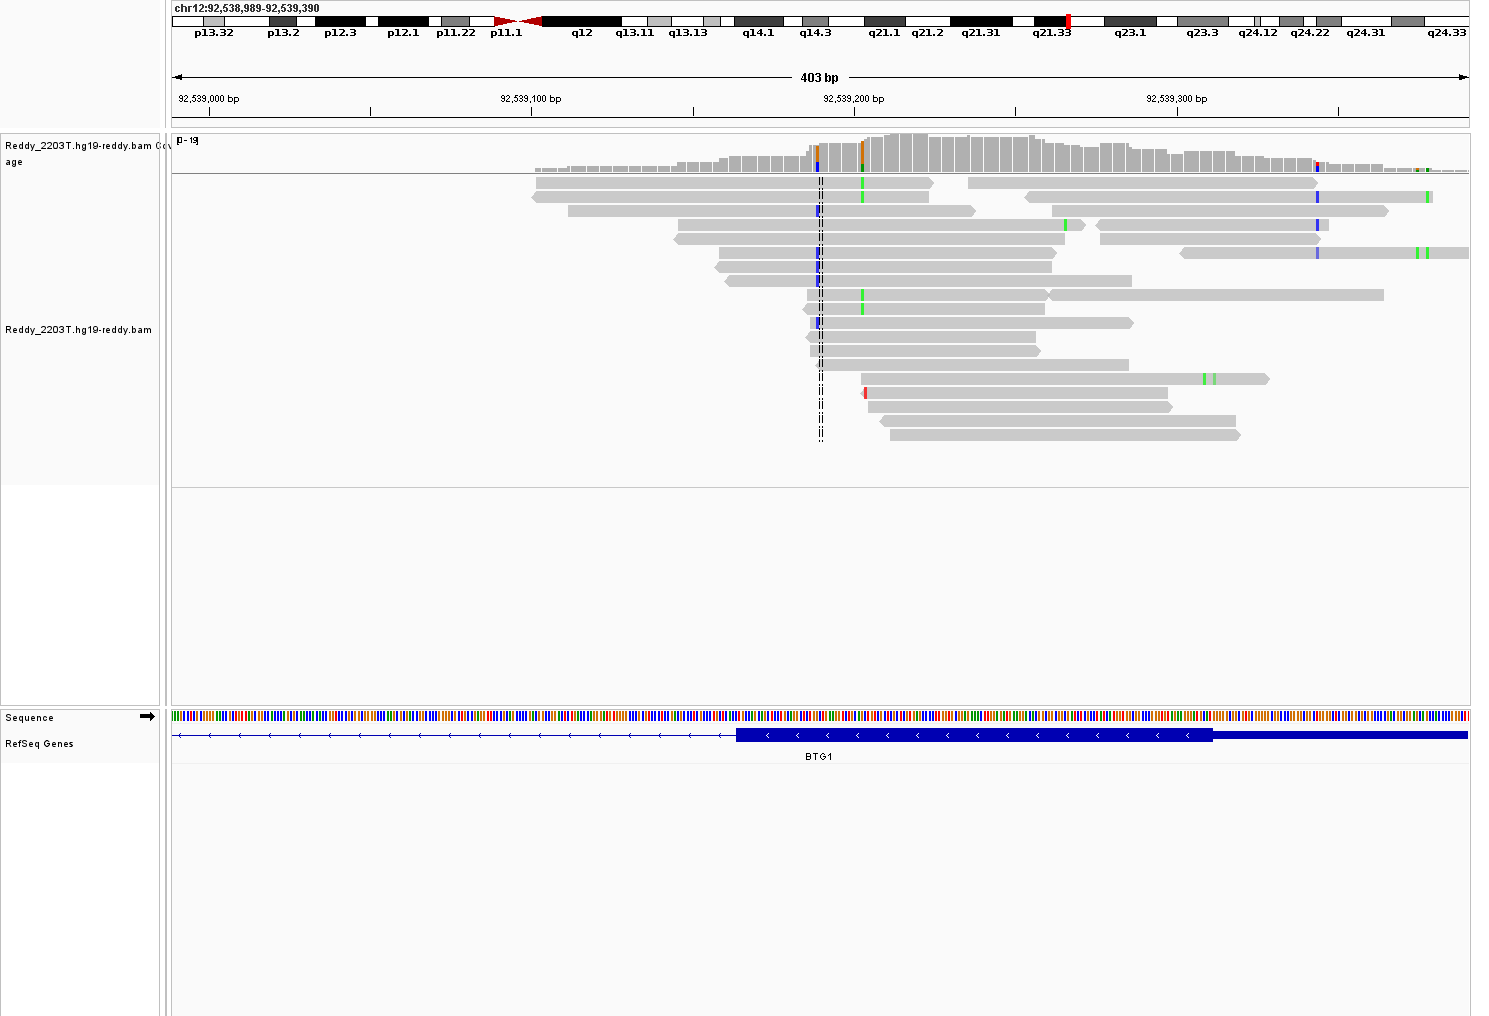 chr12:92,538,989-92,539,390
p13.32 p13.2 p12.3 p12.1 p11.22 p11.1 q12 q13.11 q13.13 q14.1 q14.3 q21.1 q21.2 q21.31 q21.33 q23.1 q23.3 q24.12 q24.22 q24.31 q24.33
403 bp
92,539,000 bp 92,539,100 bp 92,539,200 bp 92,539,300 bp
[0 - 19]
Reddy_2203T.hg19-reddy.bam Cov
age
Reddy_2203T.hg19-reddy.bam
Sequence
RefSeq Genes
BTG1